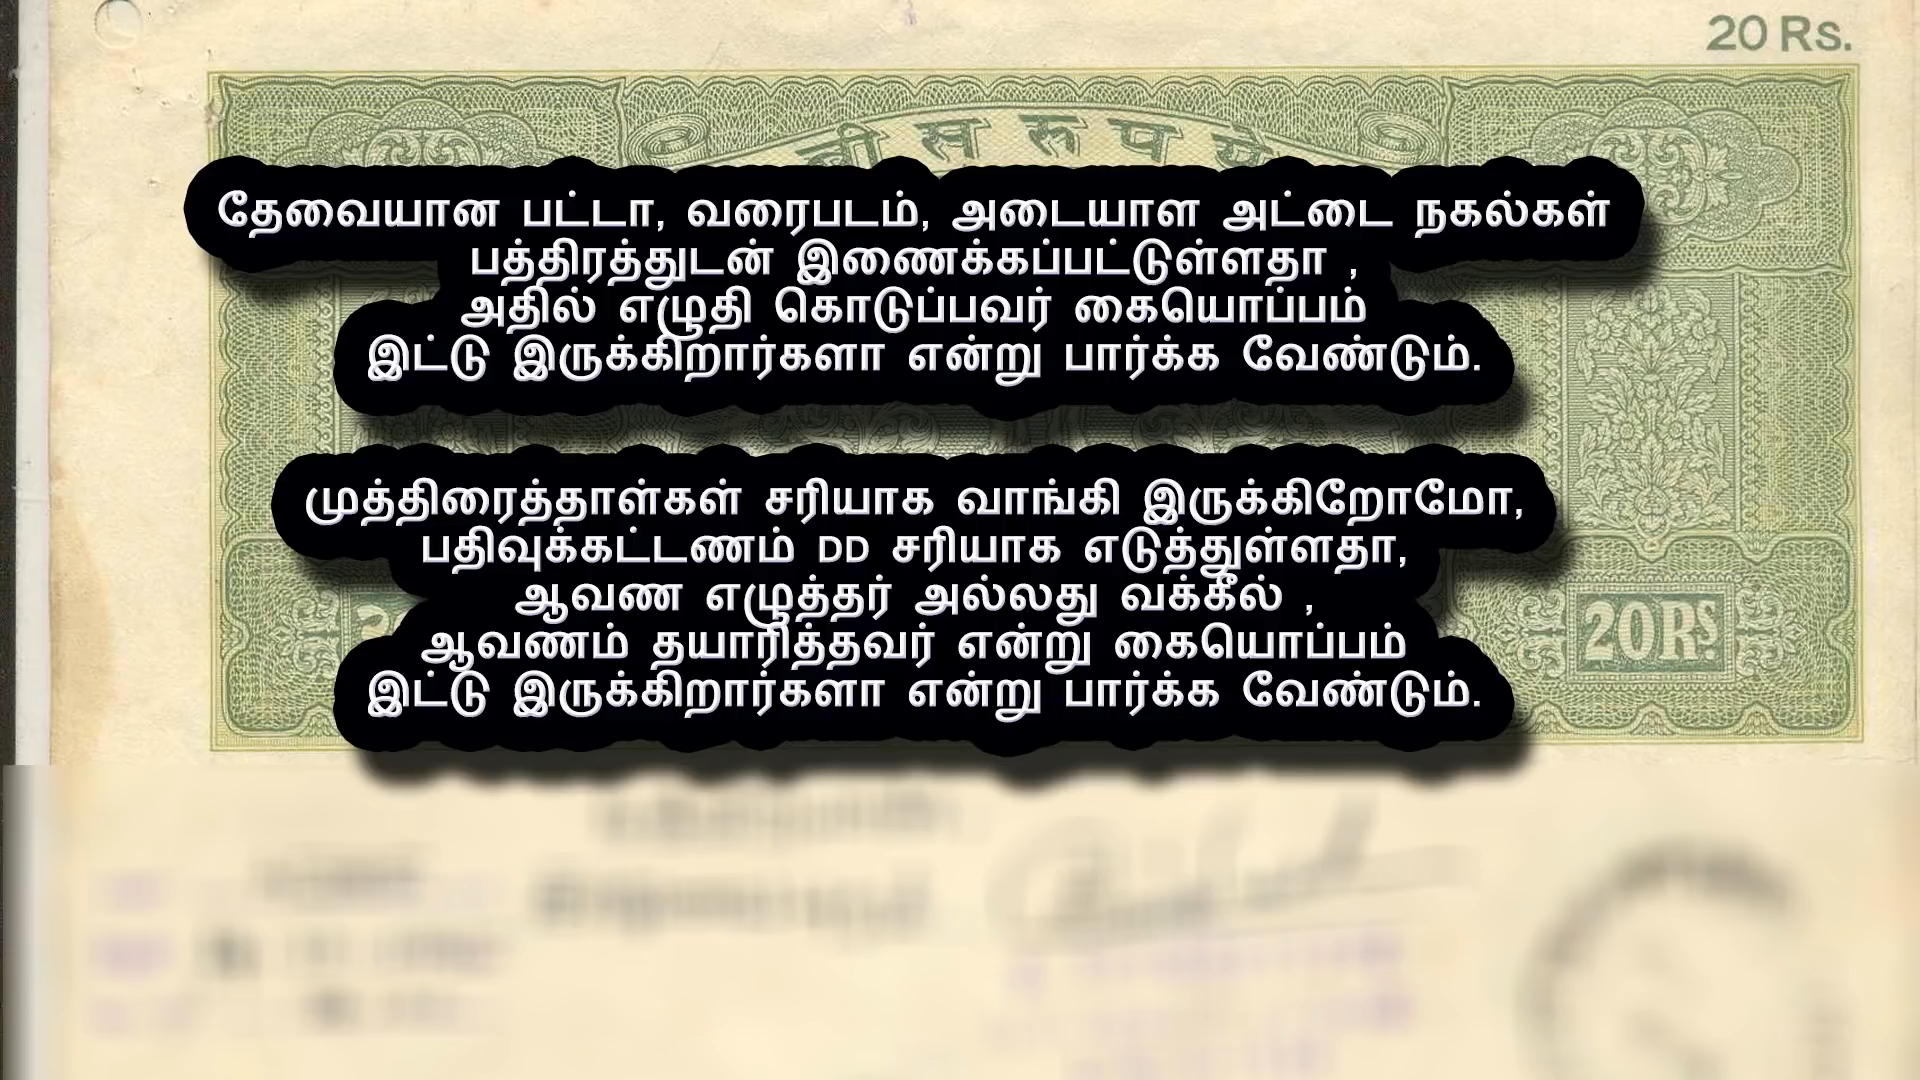 20 Rs.
बीस रुपये
தேவையான பட்டா, வரைபடம், அடையாள அட்டை நகல்கள்
பத்திரத்துடன் இணைக்கப்பட்டுள்ளதா ,
அதில் எழுதி கொடுப்பவர் கையொப்பம்
இட்டு இருக்கிறார்களா என்று பார்க்க வேண்டும்.
முத்திரைத்தாள்கள் சரியாக வாங்கி இருக்கிறோமோ,
பதிவுக்கட்டணம் DD சரியாக எடுத்துள்ளதா,
ஆவண எழுத்தர் அல்லது வக்கீல் ,
ஆவணம் தயாரித்தவர் என்று கையொப்பம்
இட்டு இருக்கிறார்களா என்று பார்க்க வேண்டும்.
20Rs.